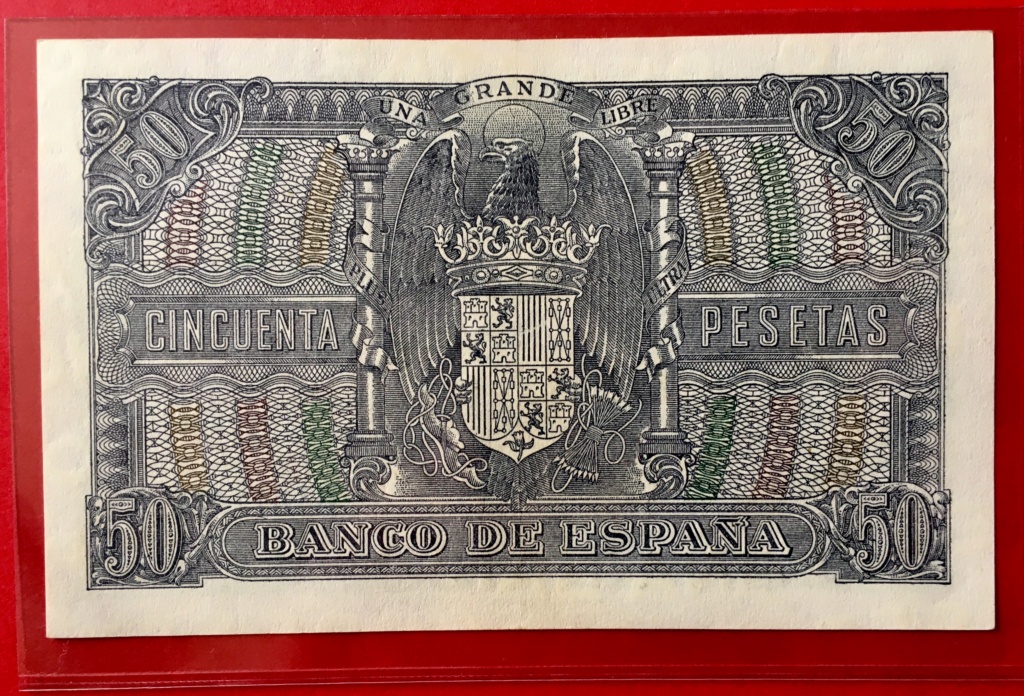 UNA GRANDE LIBRE
50 50
PLUS ULTRA
CINCUENTA PESETAS
50 BANCO DE ESPAÑA 50